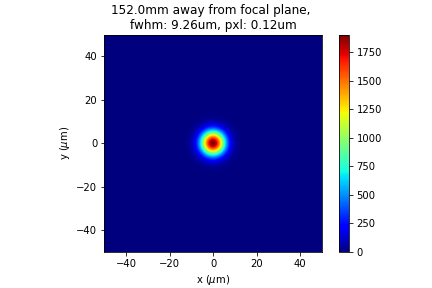 152.0mm away from focal plane,
fwhm: 9.26um, pxl: 0.12um
40
20
0
−20
−40
y (μm)
−40 −20 0 20 40
x (μm)
1750
1500
1250
1000
750
500
250
0